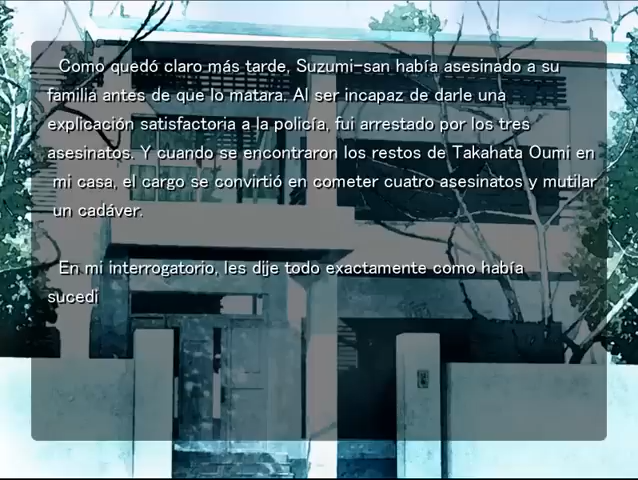 Como quedó claro más tarde, Suzumi-san había asesinado a su
familia antes de que lo matara. Al ser incapaz de darle una
explicación satisfactoria a la policía, fui arrestado por los tres
asesinatos. Y cuando se encontraron los restos de Takahata Oumi en
mi casa, el cargo se convirtió en cometer cuatro asesinatos y mutilar
un cadáver.
En mi interrogatorio, les dije todo exactamente como había
sucedi